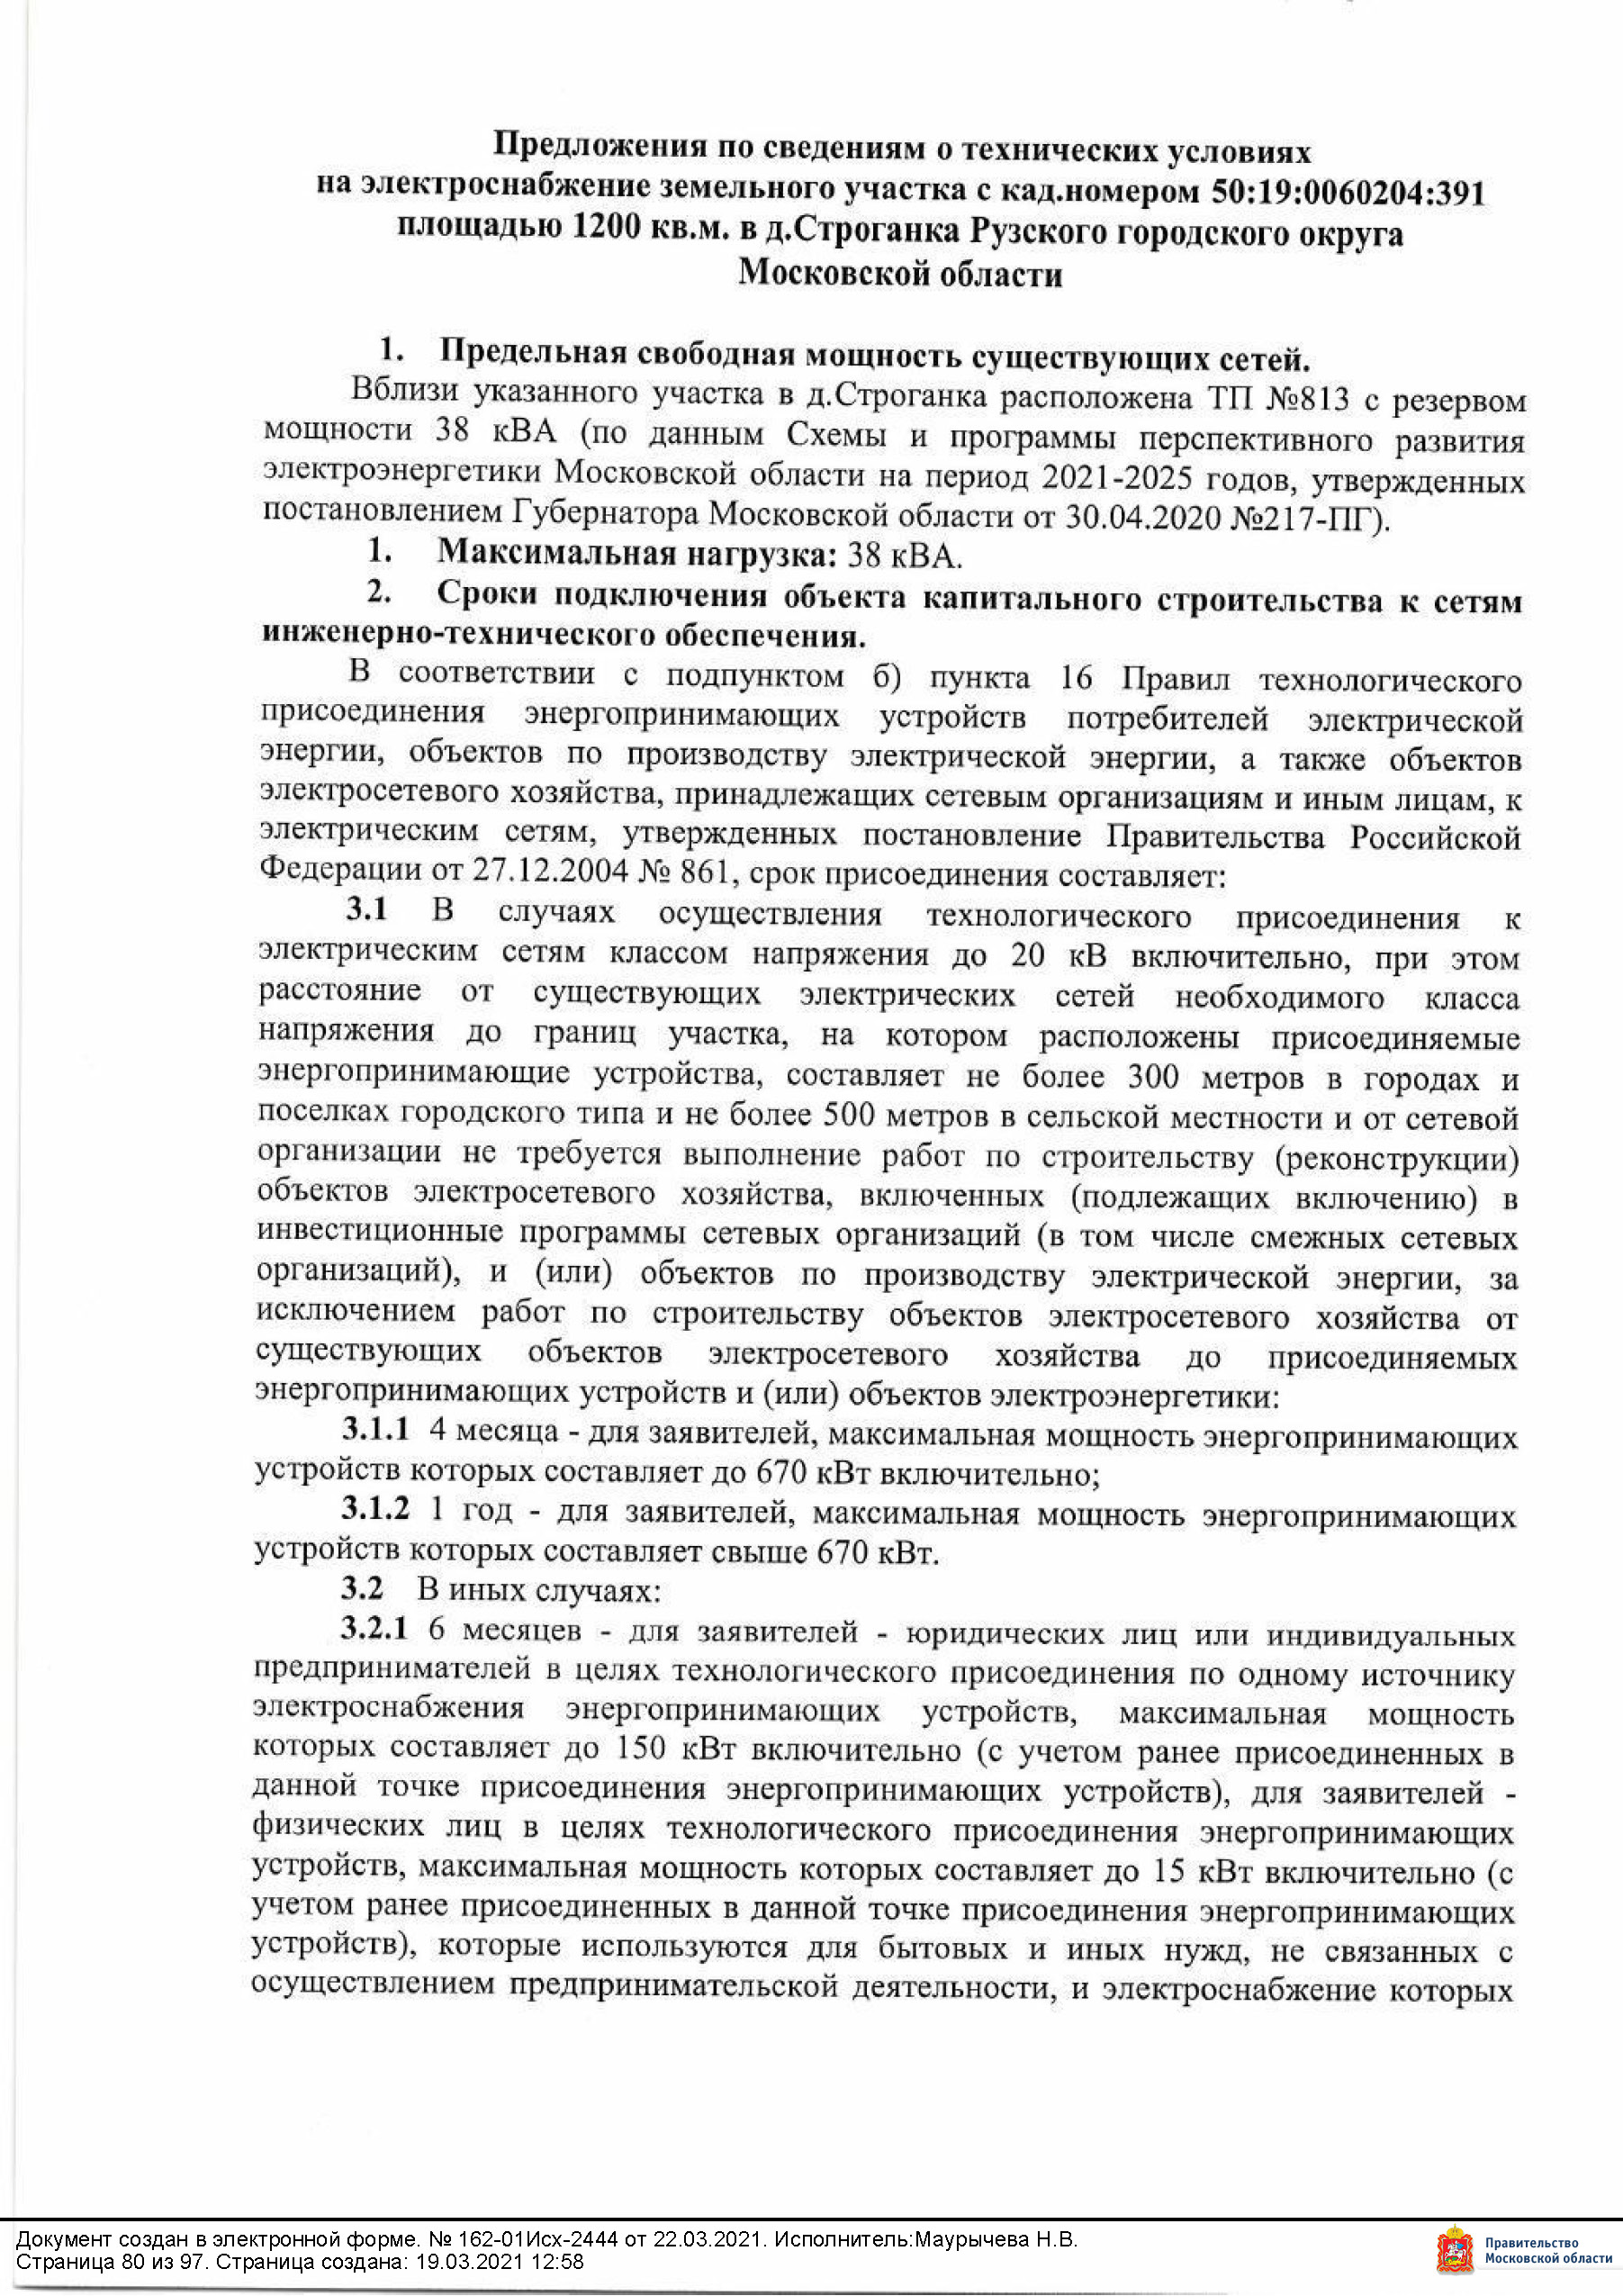 Предложения по сведениям о технических условиях
на электроснабжение земельного участка с кад.номером 50:19:0060204:391
площадью 1200 кв.м. в д.Строганка Рузского городского округа
Московской области
1. Предельная свободная мощность существующих сетей.
Вблизи указанного участка в д.Строганка расположена ТП №813 с резервом
мощности 38 кВА (по данным Схемы и программы перспективного развития
электроэнергетики Московской области на период 2021-2025 годов, утвержденных
постановлением Губернатора Московской области от 30.04.2020 №217-ПГ).
1. Максимальная нагрузка: 38 кВА.
2. Сроки подключения объекта капитального строительства к сетям
инженерно-технического обеспечения.
В соответствии с подпунктом б) пункта 16 Правил технологического
присоединения энергопринимающих устройств потребителей электрической
энергии, объектов по производству электрической энергии, а также объектов
электросетевого хозяйства, принадлежащих сетевым организациям и иным лицам, к
электрическим сетям, утвержденных постановление Правительства Российской
Федерации от 27.12.2004 № 861, срок присоединения составляет:
3.1 В случаях осуществления технологического присоединения к
электрическим сетям классом напряжения до 20 кВ включительно, при этом
расстояние от существующих электрических сетей необходимого класса
напряжения до границ участка, на котором расположены присоединяемые
энергопринимающие устройства, составляет не более 300 метров в городах и
поселках городского типа и не более 500 метров в сельской местности и от сетевой
организации не требуется выполнение работ по строительству (реконструкции)
объектов электросетевого хозяйства, включенных (подлежащих включению) в
инвестиционные программы сетевых организаций (в том числе смежных сетевых
организаций), и (или) объектов по производству электрической энергии, за
исключением работ по строительству объектов электросетевого хозяйства от
существующих объектов электросетевого хозяйства до присоединяемых
энергопринимающих устройств и (или) объектов электроэнергетики:
3.1.1 4 месяца - для заявителей, максимальная мощность энергопринимающих
устройств которых составляет до 670 кВт включительно;
3.1.2 1 год - для заявителей, максимальная мощность энергопринимающих
устройств которых составляет свыше 670 кВт.
3.2 В иных случаях:
3.2.1 6 месяцев - для заявителей - юридических лиц или индивидуальных
предпринимателей в целях технологического присоединения по одному источнику
электроснабжения энергопринимающих устройств, максимальная мощность
которых составляет до 150 кВт включительно (с учетом ранее присоединенных в
данной точке присоединения энергопринимающих устройств), для заявителей -
физических лиц в целях технологического присоединения энергопринимающих
устройств, максимальная мощность которых составляет до 15 кВт включительно (с
учетом ранее присоединенных в данной точке присоединения энергопринимающих
устройств), которые используются для бытовых и иных нужд, не связанных с
осуществлением предпринимательской деятельности, и электроснабжение которых
Документ создан в электронной форме. № 162-01Исх-2444 от 22.03.2021. Исполнитель:Маурычева Н.В.
Страница 80 из 97. Страница создана: 19.03.2021 12:58
Правительство
Московской области